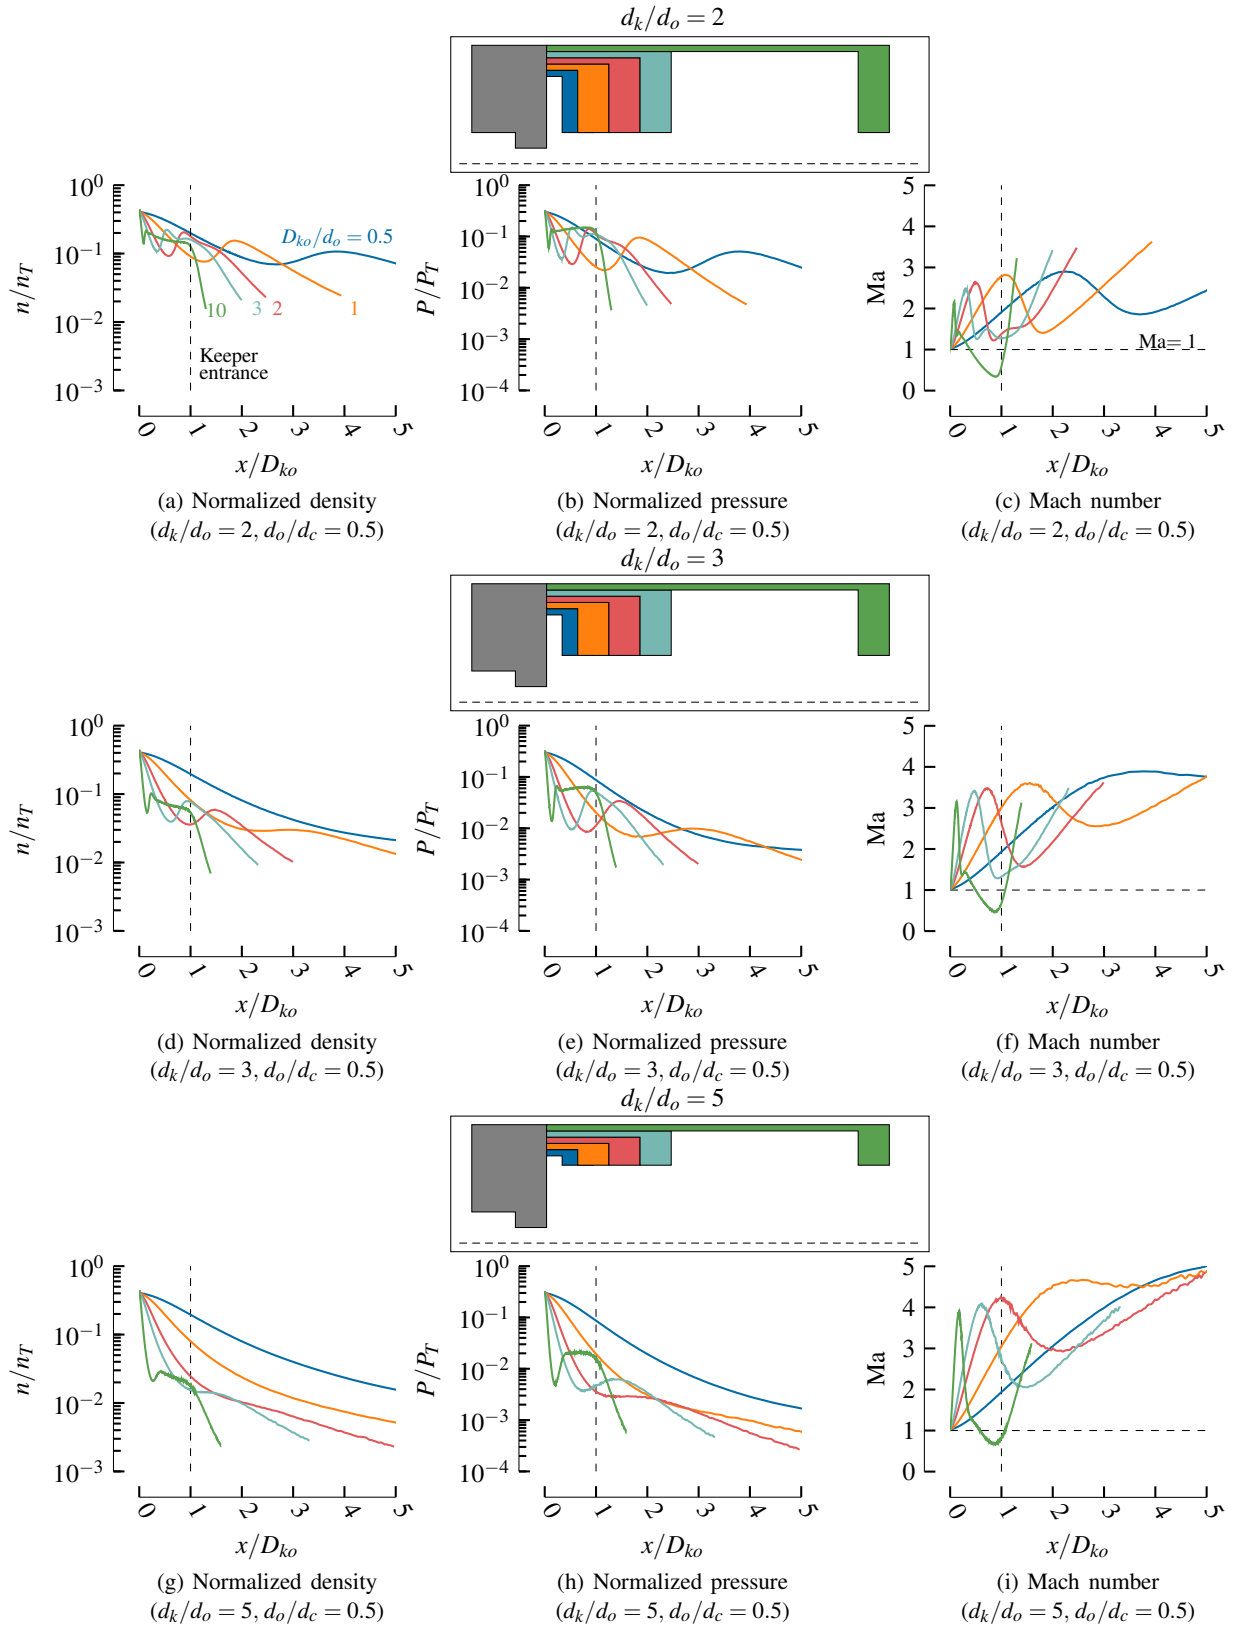 d_k/d_o = 2
10^0
10^-1
10^-2
10^-3
n/n_T
D_ko/d_o = 0.5
10
3
2
1
Keeper
entrance
0 1 2 3 4 5
x/D_ko
(a) Normalized density
(d_k/d_o = 2, d_o/d_c = 0.5)
10^0
10^-1
10^-2
10^-3
10^-4
P/P_T
0 1 2 3 4 5
x/D_ko
(b) Normalized pressure
(d_k/d_o = 2, d_o/d_c = 0.5)
5
4
3
2
1
0
Ma
Ma= 1
0 1 2 3 4 5
x/D_ko
(c) Mach number
(d_k/d_o = 2, d_o/d_c = 0.5)
d_k/d_o = 3
10^0
10^-1
10^-2
10^-3
n/n_T
0 1 2 3 4 5
x/D_ko
(d) Normalized density
(d_k/d_o = 3, d_o/d_c = 0.5)
10^0
10^-1
10^-2
10^-3
10^-4
P/P_T
0 1 2 3 4 5
x/D_ko
(e) Normalized pressure
(d_k/d_o = 3, d_o/d_c = 0.5)
5
4
3
2
1
0
Ma
0 1 2 3 4 5
x/D_ko
(f) Mach number
(d_k/d_o = 3, d_o/d_c = 0.5)
d_k/d_o = 5
10^0
10^-1
10^-2
10^-3
n/n_T
0 1 2 3 4 5
x/D_ko
(g) Normalized density
(d_k/d_o = 5, d_o/d_c = 0.5)
10^0
10^-1
10^-2
10^-3
10^-4
P/P_T
0 1 2 3 4 5
x/D_ko
(h) Normalized pressure
(d_k/d_o = 5, d_o/d_c = 0.5)
5
4
3
2
1
0
Ma
0 1 2 3 4 5
x/D_ko
(i) Mach number
(d_k/d_o = 5, d_o/d_c = 0.5)